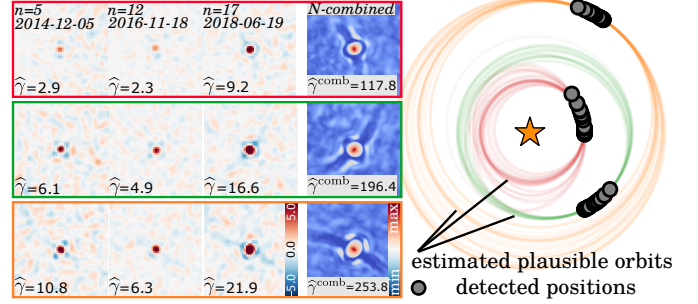 n=5 n=12 n=17 N-combined
2014-12-05 2016-11-18 2018-06-19
γ̂=2.9 γ̂=2.3 γ̂=9.2 γ̂ᶜᵒᵐᵇ=117.8
γ̂=6.1 γ̂=4.9 γ̂=16.6 γ̂ᶜᵒᵐᵇ=196.4
5.0 max
0.0
-5.0 min
γ̂=10.8 γ̂=6.3 γ̂=21.9 γ̂ᶜᵒᵐᵇ=253.8
estimated plausible orbits
detected positions